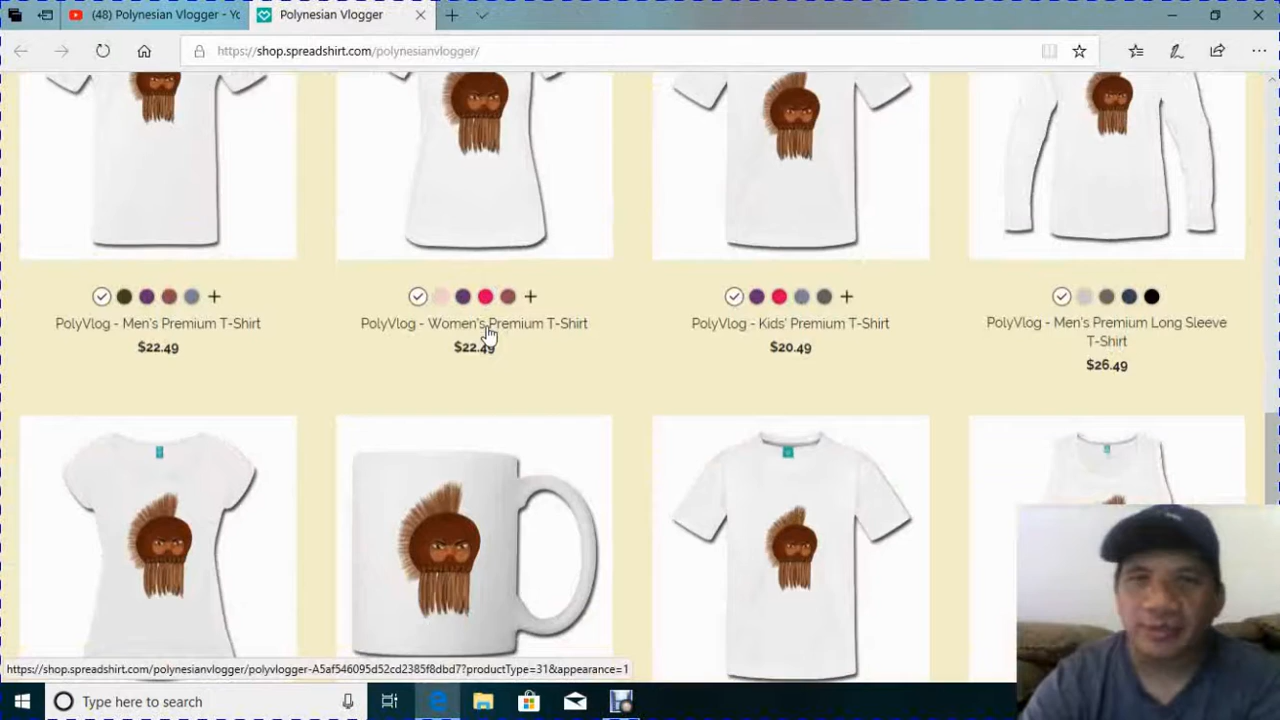 (48) Polynesian Vlogger - Yo
Polynesian Vlogger
https://shop.spreadshirt.com/polynesianvlogger/
PolyVlog - Men's Premium T-Shirt
$22.49
PolyVlog - Women's Premium T-Shirt
$22.49
PolyVlog - Kids' Premium T-Shirt
$20.49
PolyVlog - Men's Premium Long Sleeve
T-Shirt
$26.49
https://shop.spreadshirt.com/polynesianvlogger/polyvlogger-A5af546095d52cd2385f8dbd7?productType=31&appearance=1
Type here to search